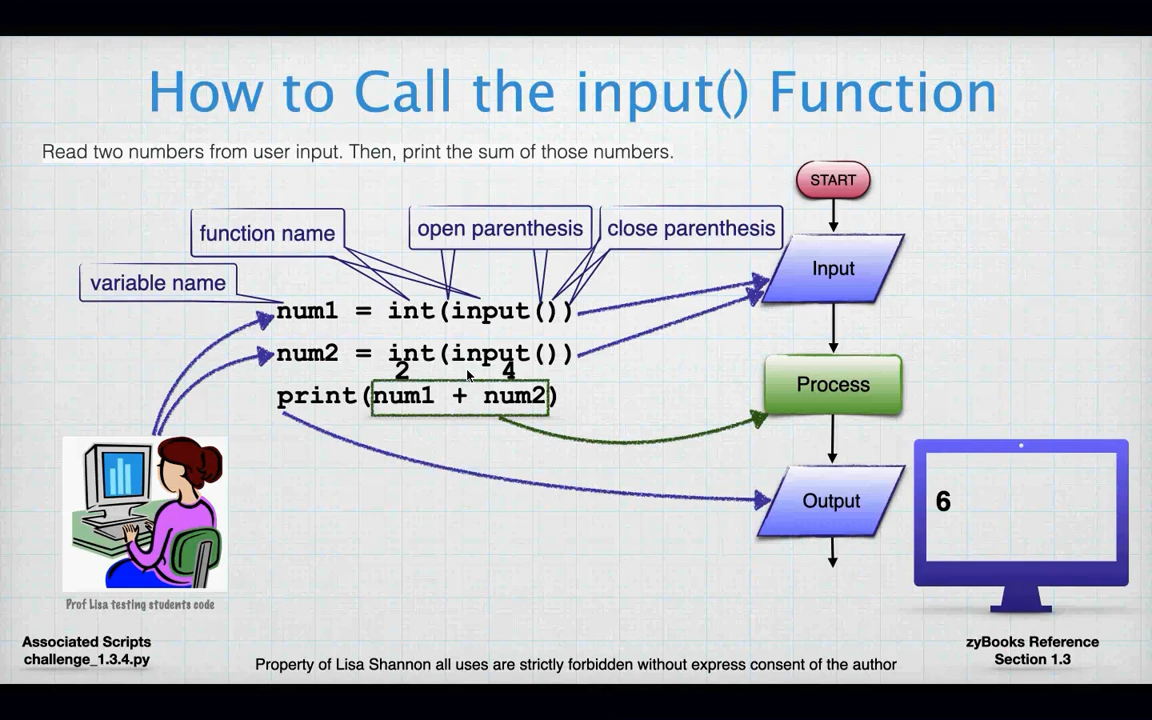 How to Call the input() Function
Read two numbers from user input. Then, print the sum of those numbers.
START
function name
open parenthesis
close parenthesis
variable name
Input
num1 = int(input())
num2 = int(input())
2 4
print(num1 + num2)
Process
Output
6
Prof Lisa testing students code
Associated Scripts
challenge_1.3.4.py
Property of Lisa Shannon all uses are strictly forbidden without express consent of the author
zyBooks Reference
Section 1.3